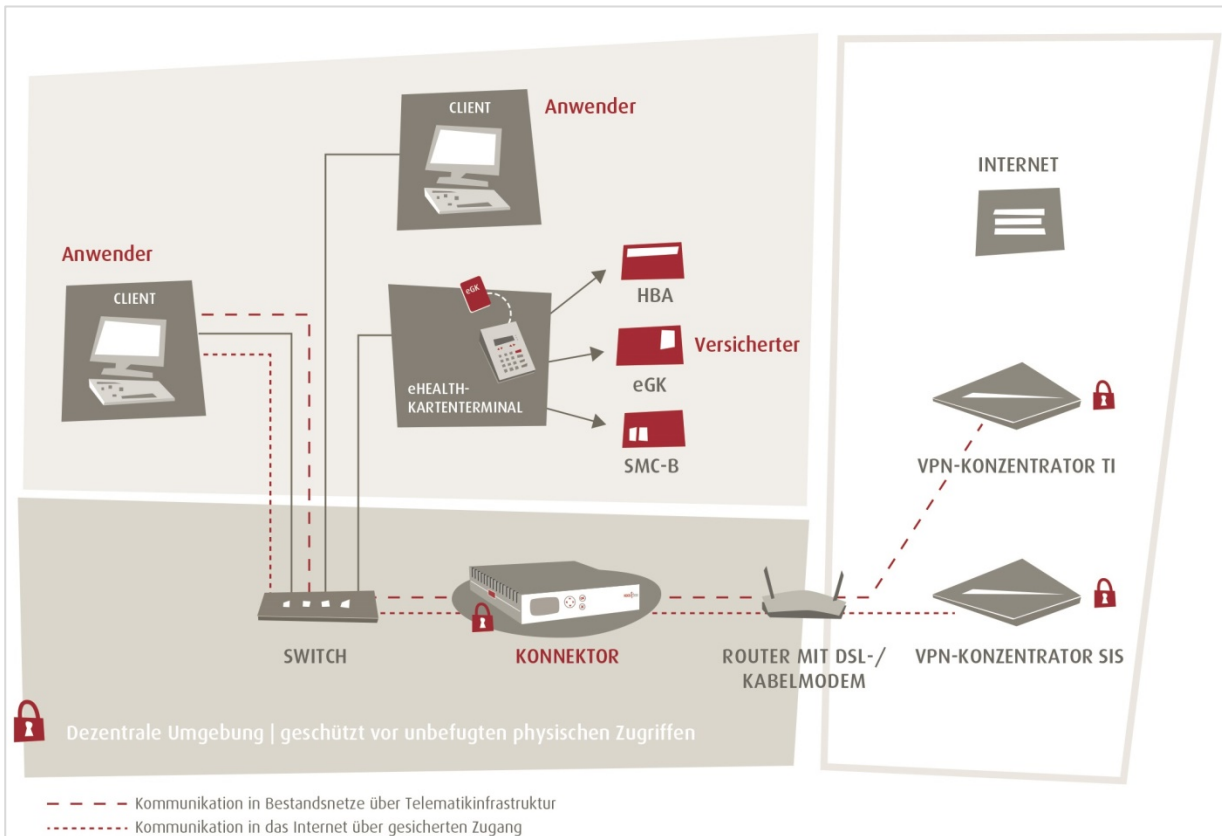 CLIENT
Anwender
Anwender
CLIENT
eGK
eHEALTH-
KARTENTERMINAL
HBA
Versicherter
eGK
SMC-B
INTERNET
VPN-KONZENTRATOR TI
SWITCH
KONNEKTOR
ROUTER MIT DSL-/
KABELMODEM
VPN-KONZENTRATOR SIS
Dezentrale Umgebung | geschützt vor unbefugten physischen Zugriffen
Kommunikation in Bestandsnetze über Telematikinfrastruktur
Kommunikation in das Internet über gesicherten Zugang